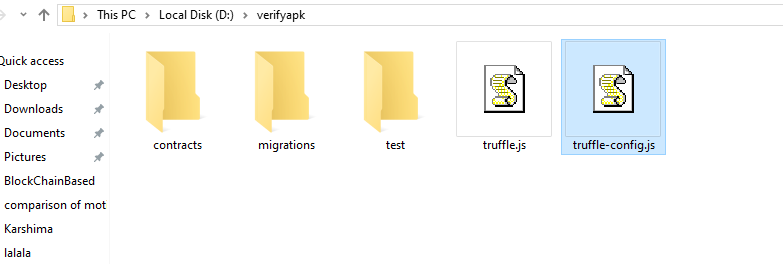 This PC > Local Disk (D:) > verifyapk
Quick access
Desktop
Downloads
Documents
Pictures
BlockChainBased
comparison of mot
Karshima
lalala
contracts
migrations
test
truffle.js
truffle-config.js